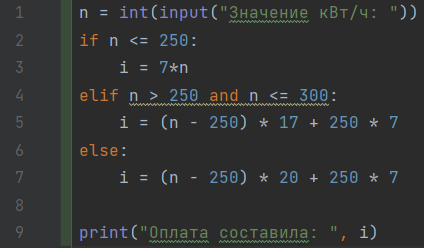 1 n = int(input("Значение кВт/ч: "))
2 if n <= 250:
3 i = 7*n
4 elif n > 250 and n <= 300:
5 i = (n - 250) * 17 + 250 * 7
6 else:
7 i = (n - 250) * 20 + 250 * 7
8
9 print("Оплата составила: ", i)